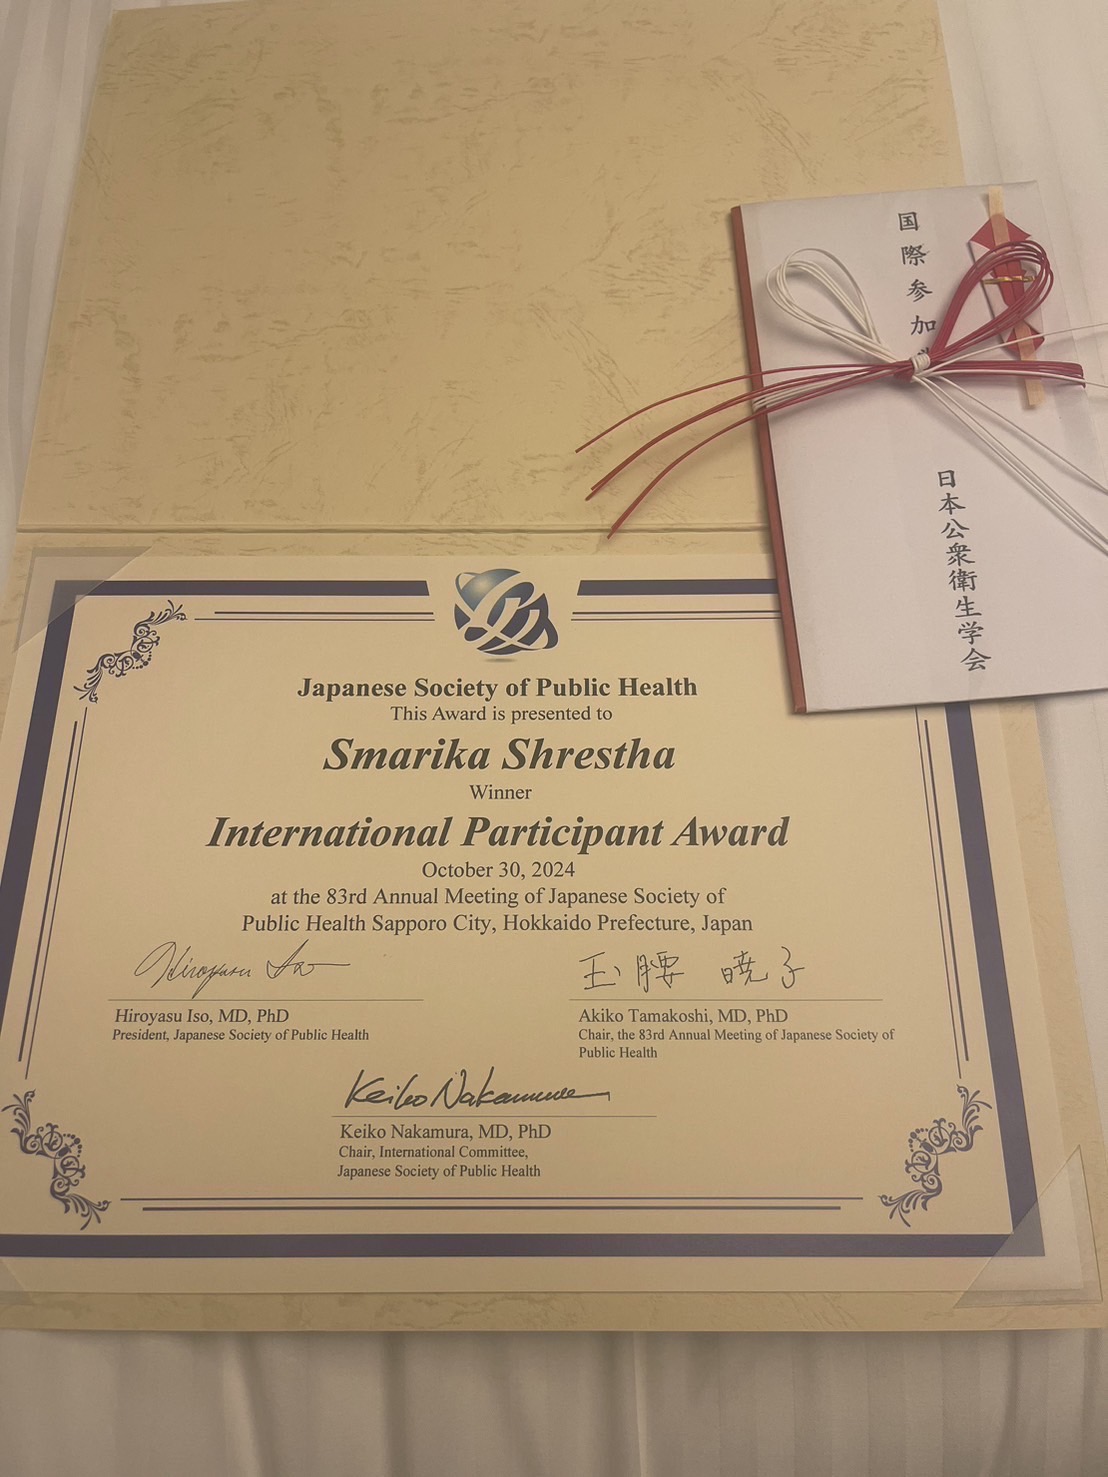 国際参加
日本公衆衛生学会
Japanese Society of Public Health
This Award is presented to
Smarika Shrestha
Winner
International Participant Award
October 30, 2024
at the 83rd Annual Meeting of Japanese Society of
Public Health Sapporo City, Hokkaido Prefecture, Japan
Hiroyasu Iso
玉腰 暁子
Hiroyasu Iso, MD, PhD
President, Japanese Society of Public Health
Akiko Tamakoshi, MD, PhD
Chair, the 83rd Annual Meeting of Japanese Society of
Public Health
Keiko Nakamura
Keiko Nakamura, MD, PhD
Chair, International Committee,
Japanese Society of Public Health